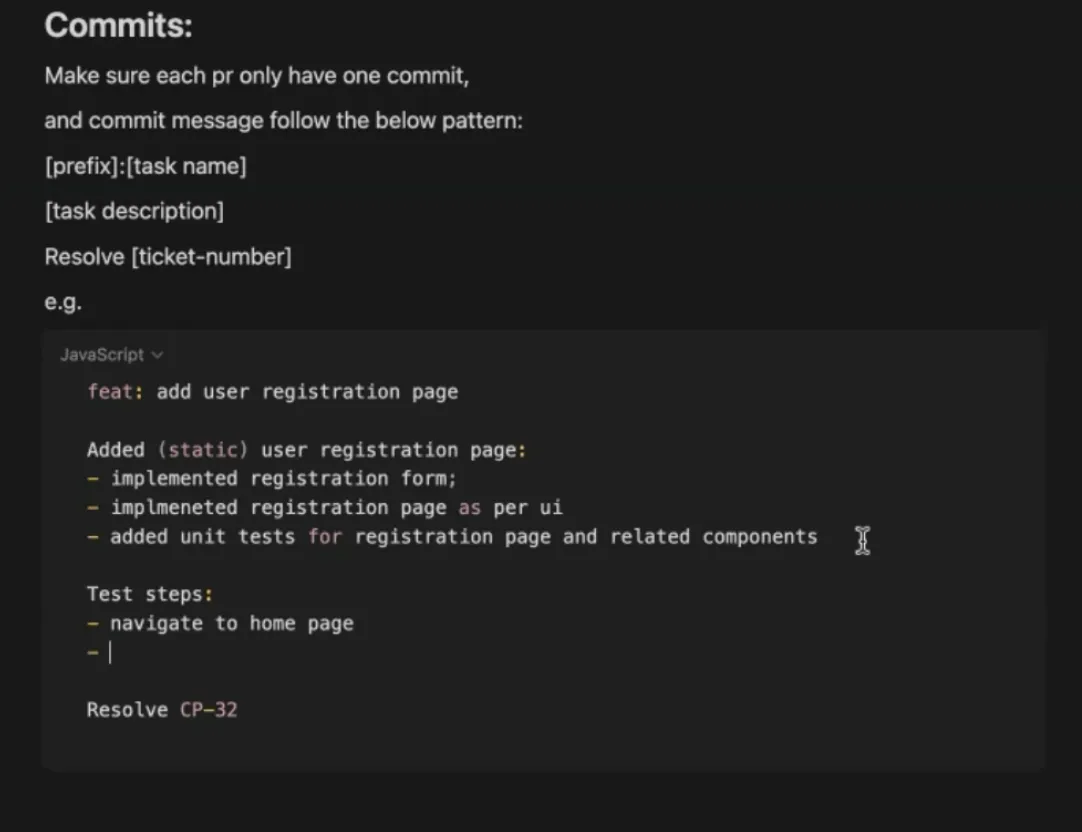 Commits:
Make sure each pr only have one commit,
and commit message follow the below pattern:
[prefix]:[task name]
[task description]
Resolve [ticket-number]
e.g.
JavaScript
feat: add user registration page
Added (static) user registration page:
- implemented registration form;
- implmeneted registration page as per ui
- added unit tests for registration page and related components
Test steps:
- navigate to home page
-
Resolve CP-32